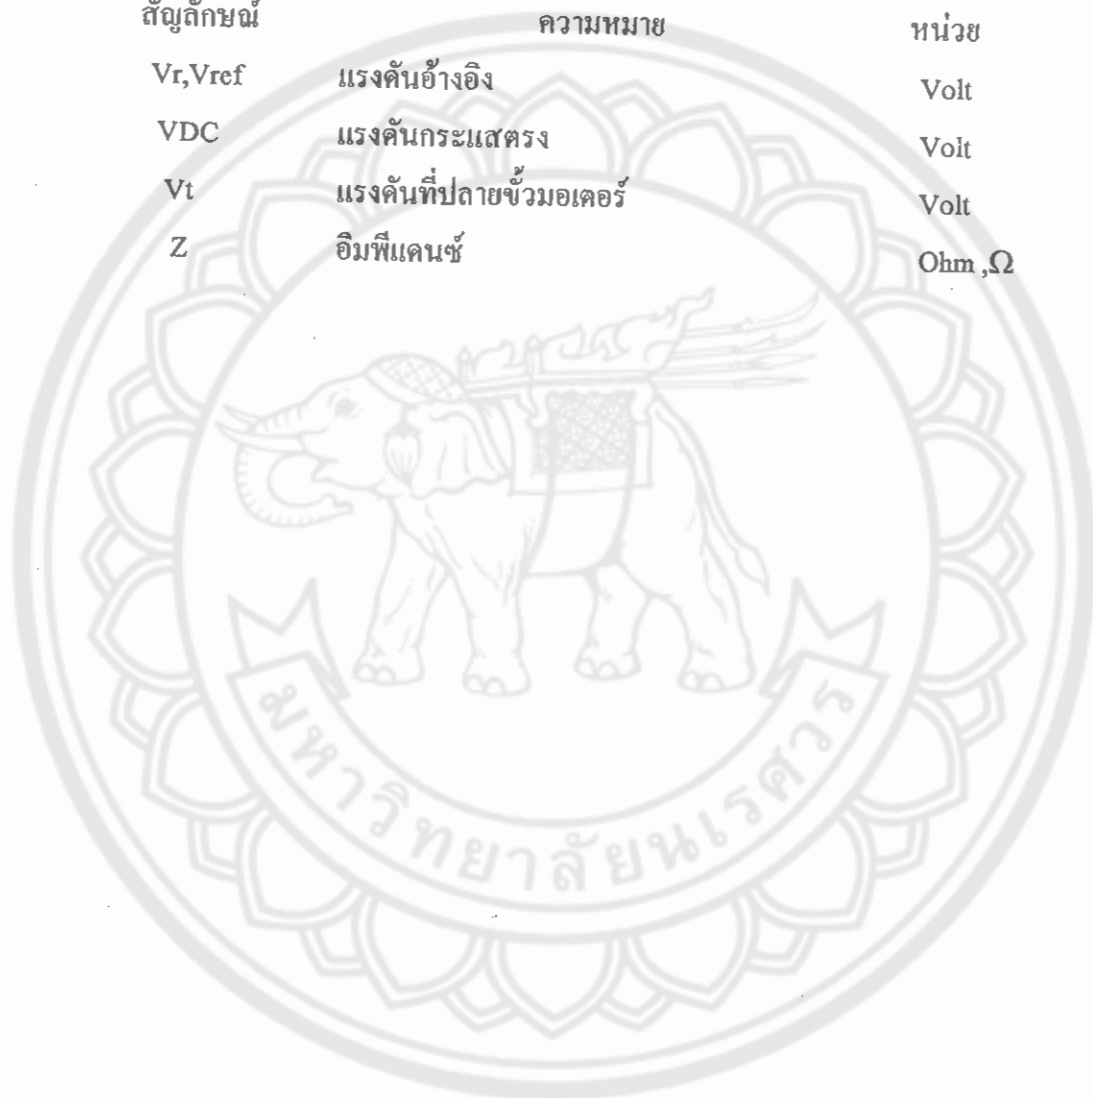 สัญลักษณ์ ความหมาย หน่วย
Vr,Vref แรงดันอ้างอิง Volt
VDC แรงดันกระแสตรง Volt
Vt แรงดันที่ปลายขั้วมอเตอร์ Volt
Z อิมพีแดนซ์ Ohm ,Ω
มหาวิทยาลัยนเรศวร